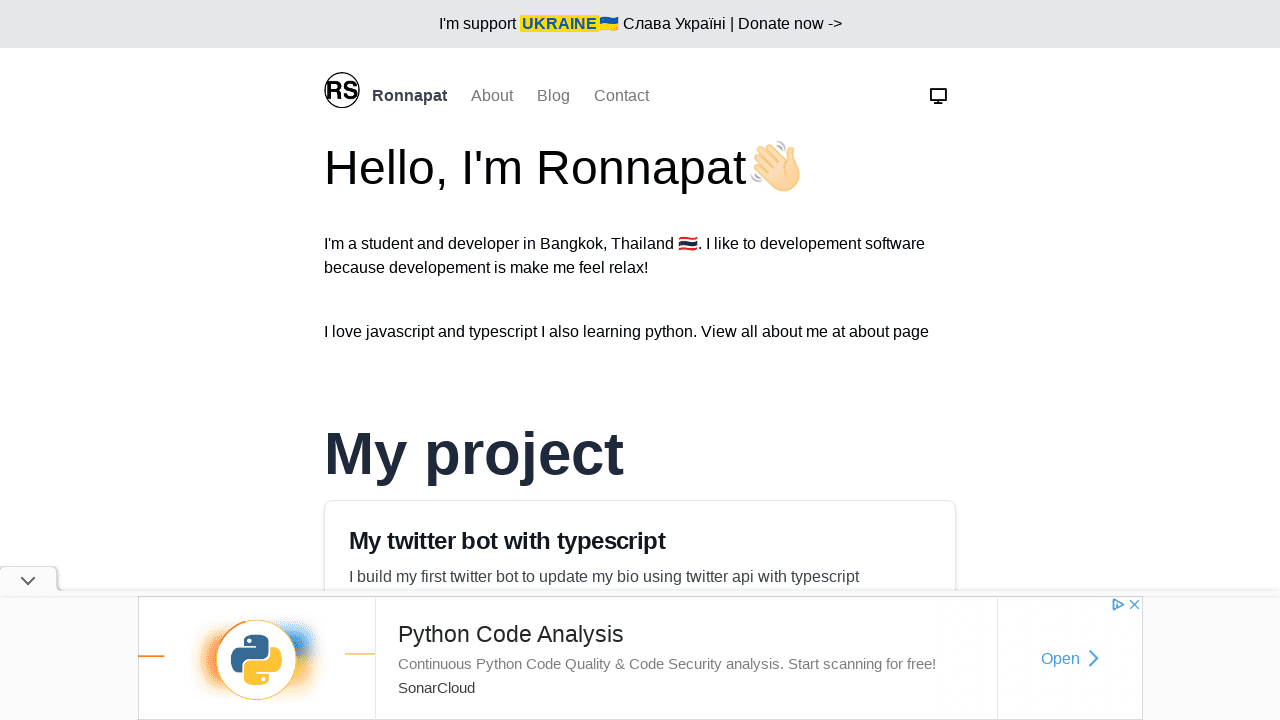 I'm support UKRAINE🇺🇦 Слава Україні | Donate now ->
RS Ronnapat About Blog Contact
Hello, I'm Ronnapat👋🏻
I'm a student and developer in Bangkok, Thailand 🇹🇭. I like to developement software
because developement is make me feel relax!
I love javascript and typescript I also learning python. View all about me at about page
My project
My twitter bot with typescript
I build my first twitter bot to update my bio using twitter api with typescript
Python Code Analysis
Continuous Python Code Quality & Code Security analysis. Start scanning for free!
SonarCloud
Open